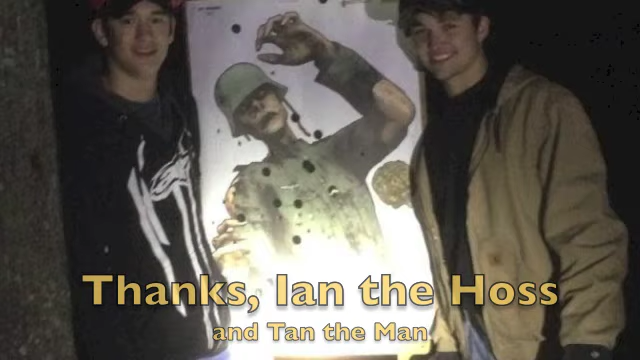 Thanks, Ian the Hoss
and Tan the Man